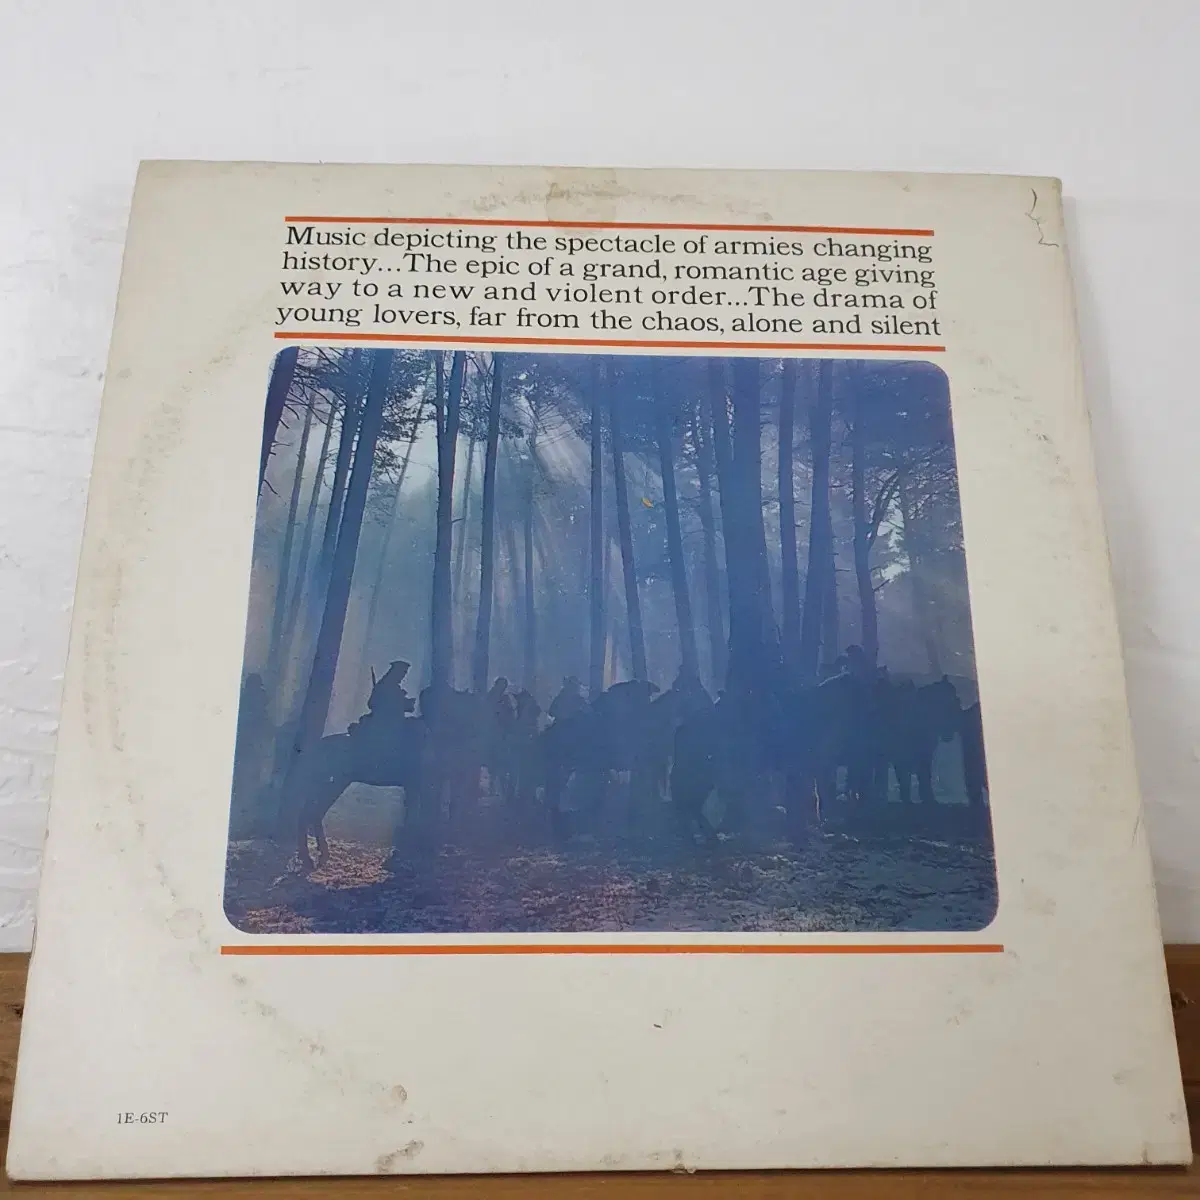 Music depicting the spectacle of armies changing
history...The epic of a grand, romantic age giving
way to a new and violent order...The drama of
young lovers, far from the chaos, alone and silent
1E-6ST